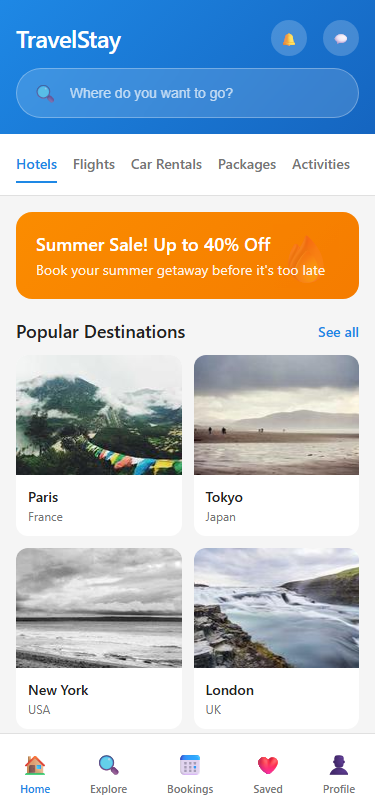 TravelStay
Where do you want to go?
Hotels Flights Car Rentals Packages Activities
Summer Sale! Up to 40% Off
Book your summer getaway before it's too late
Popular Destinations See all
Paris
France
Tokyo
Japan
New York
USA
London
UK
Home Explore Bookings Saved Profile